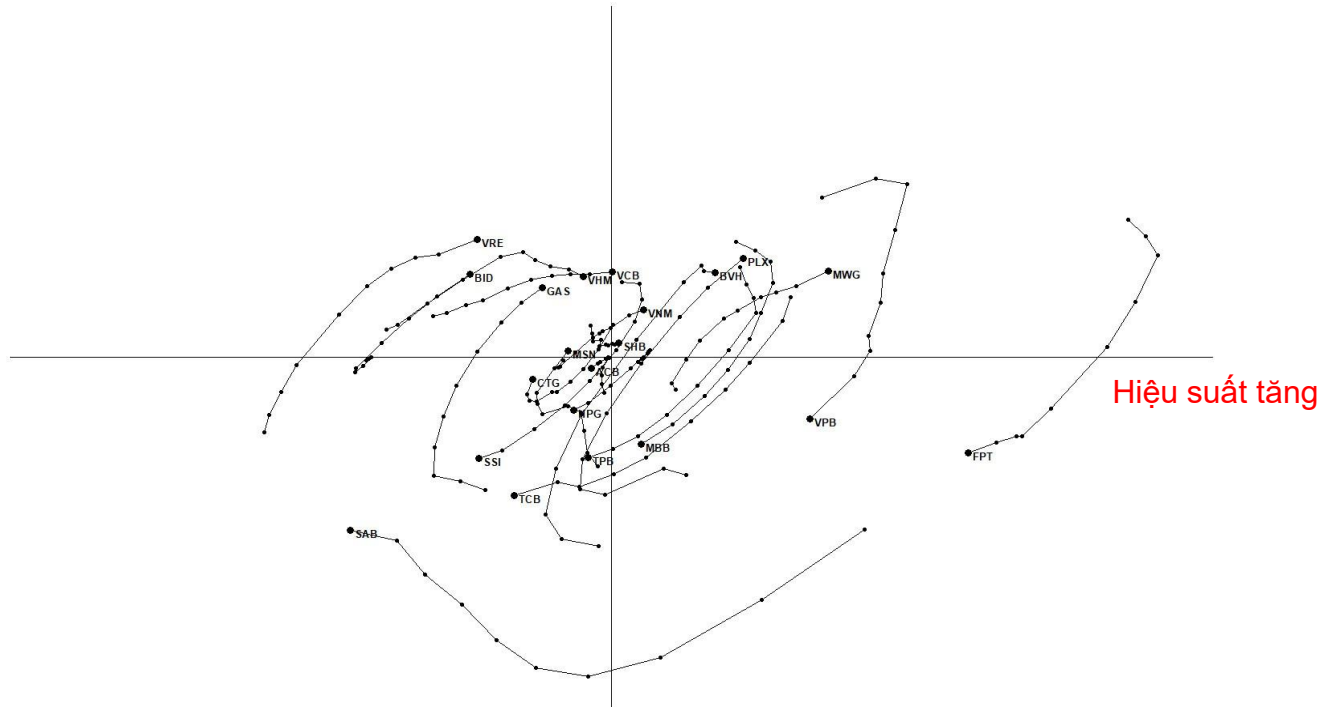 VRE
BID
VHM
VCB
GAS
BVH
PLX
MWG
VNM
SHB
MSN
ACB
CTG
HPG
Hiệu suất tăng
VPB
MBB
TPB
SSI
FPT
TCB
SAB